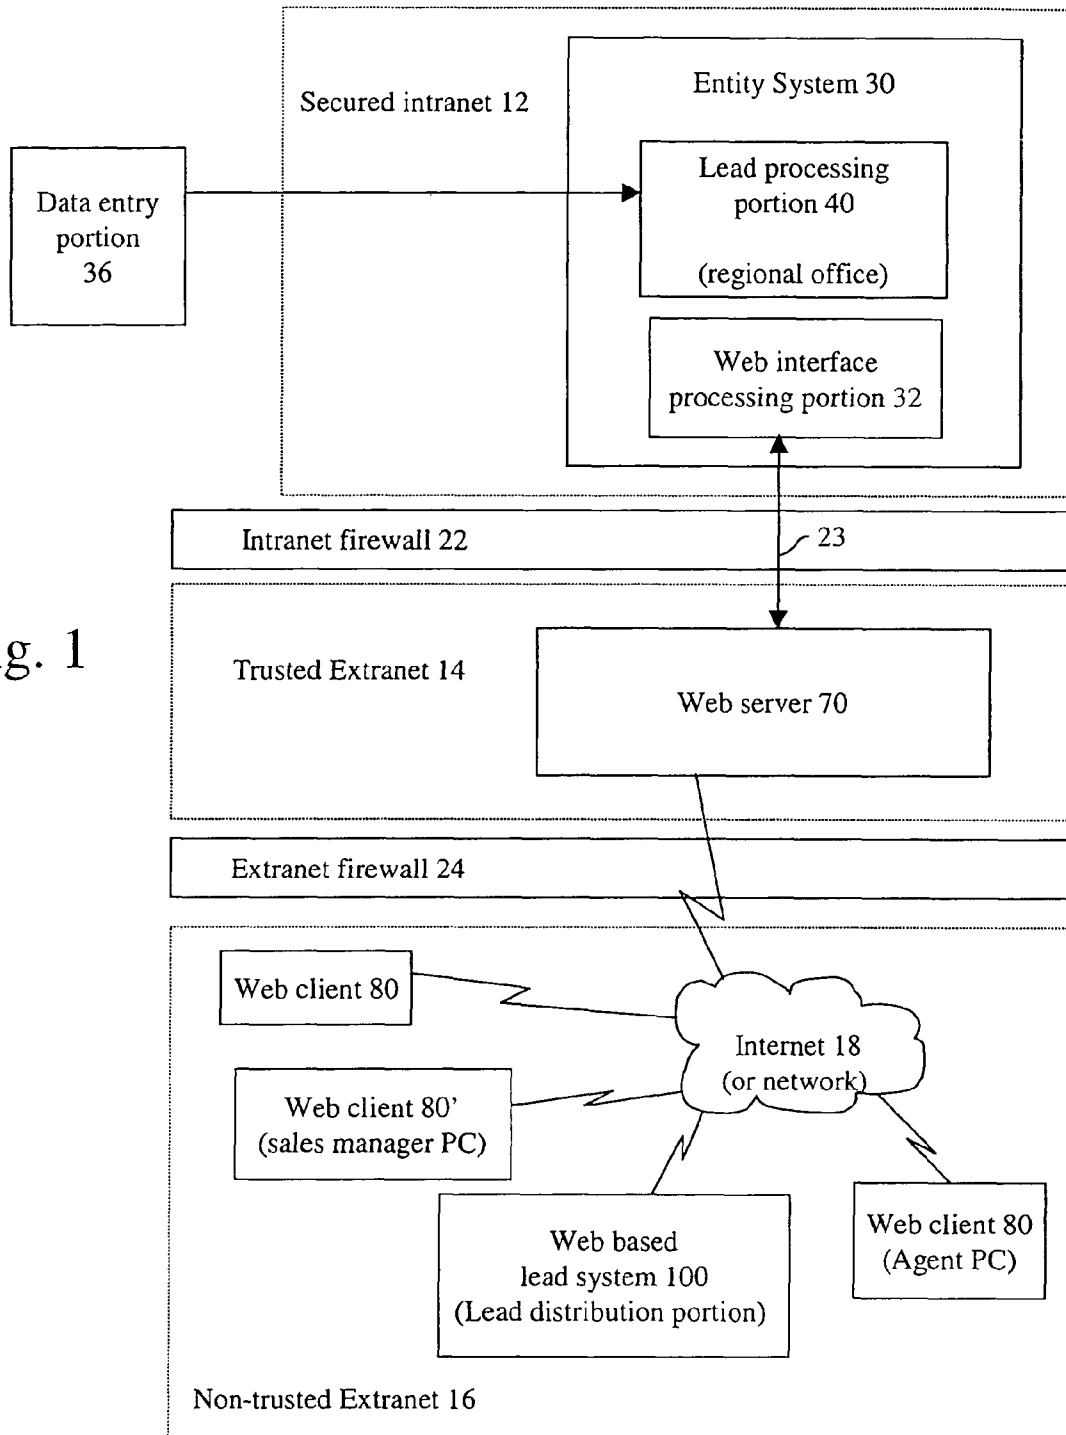 Entity System 30
Secured intranet 12
Lead processing
portion 40
(regional office)
Data entry
portion
36
Web interface
processing portion 32
Intranet firewall 22
23
g. 1
Trusted Extranet 14
Web server 70
Extranet firewall 24
Web client 80
Internet 18
(or network)
Web client 80'
(sales manager PC)
Web based
lead system 100
(Lead distribution portion)
Web client 80
(Agent PC)
Non-trusted Extranet 16